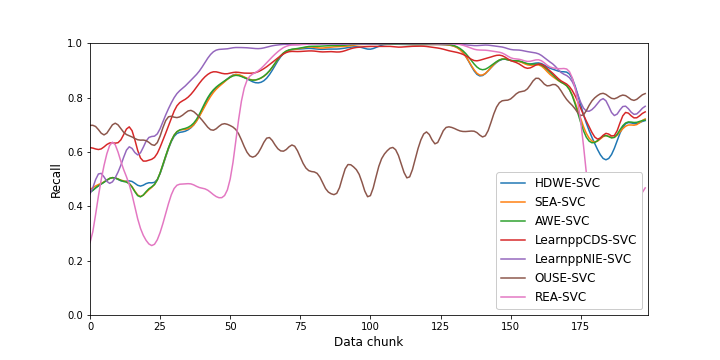 1.0
0.8
0.6
0.4
0.2
0.0
Recall
0
25
50
75
100
125
150
175
Data chunk
HDWE-SVC
SEA-SVC
AWE-SVC
LearnppCDS-SVC
LearnppNIE-SVC
OUSE-SVC
REA-SVC